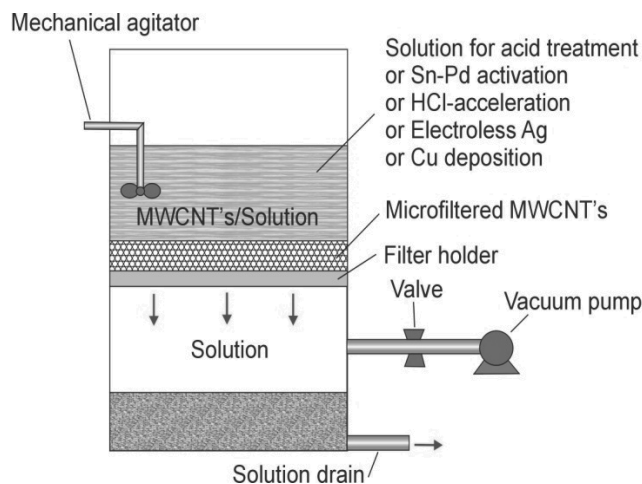 Mechanical agitator
Solution for acid treatment
or Sn-Pd activation
or HCl-acceleration
or Electroless Ag
or Cu deposition
MWCNT's/Solution
Microfiltered MWCNT's
Filter holder
Valve
Vacuum pump
Solution
Solution drain